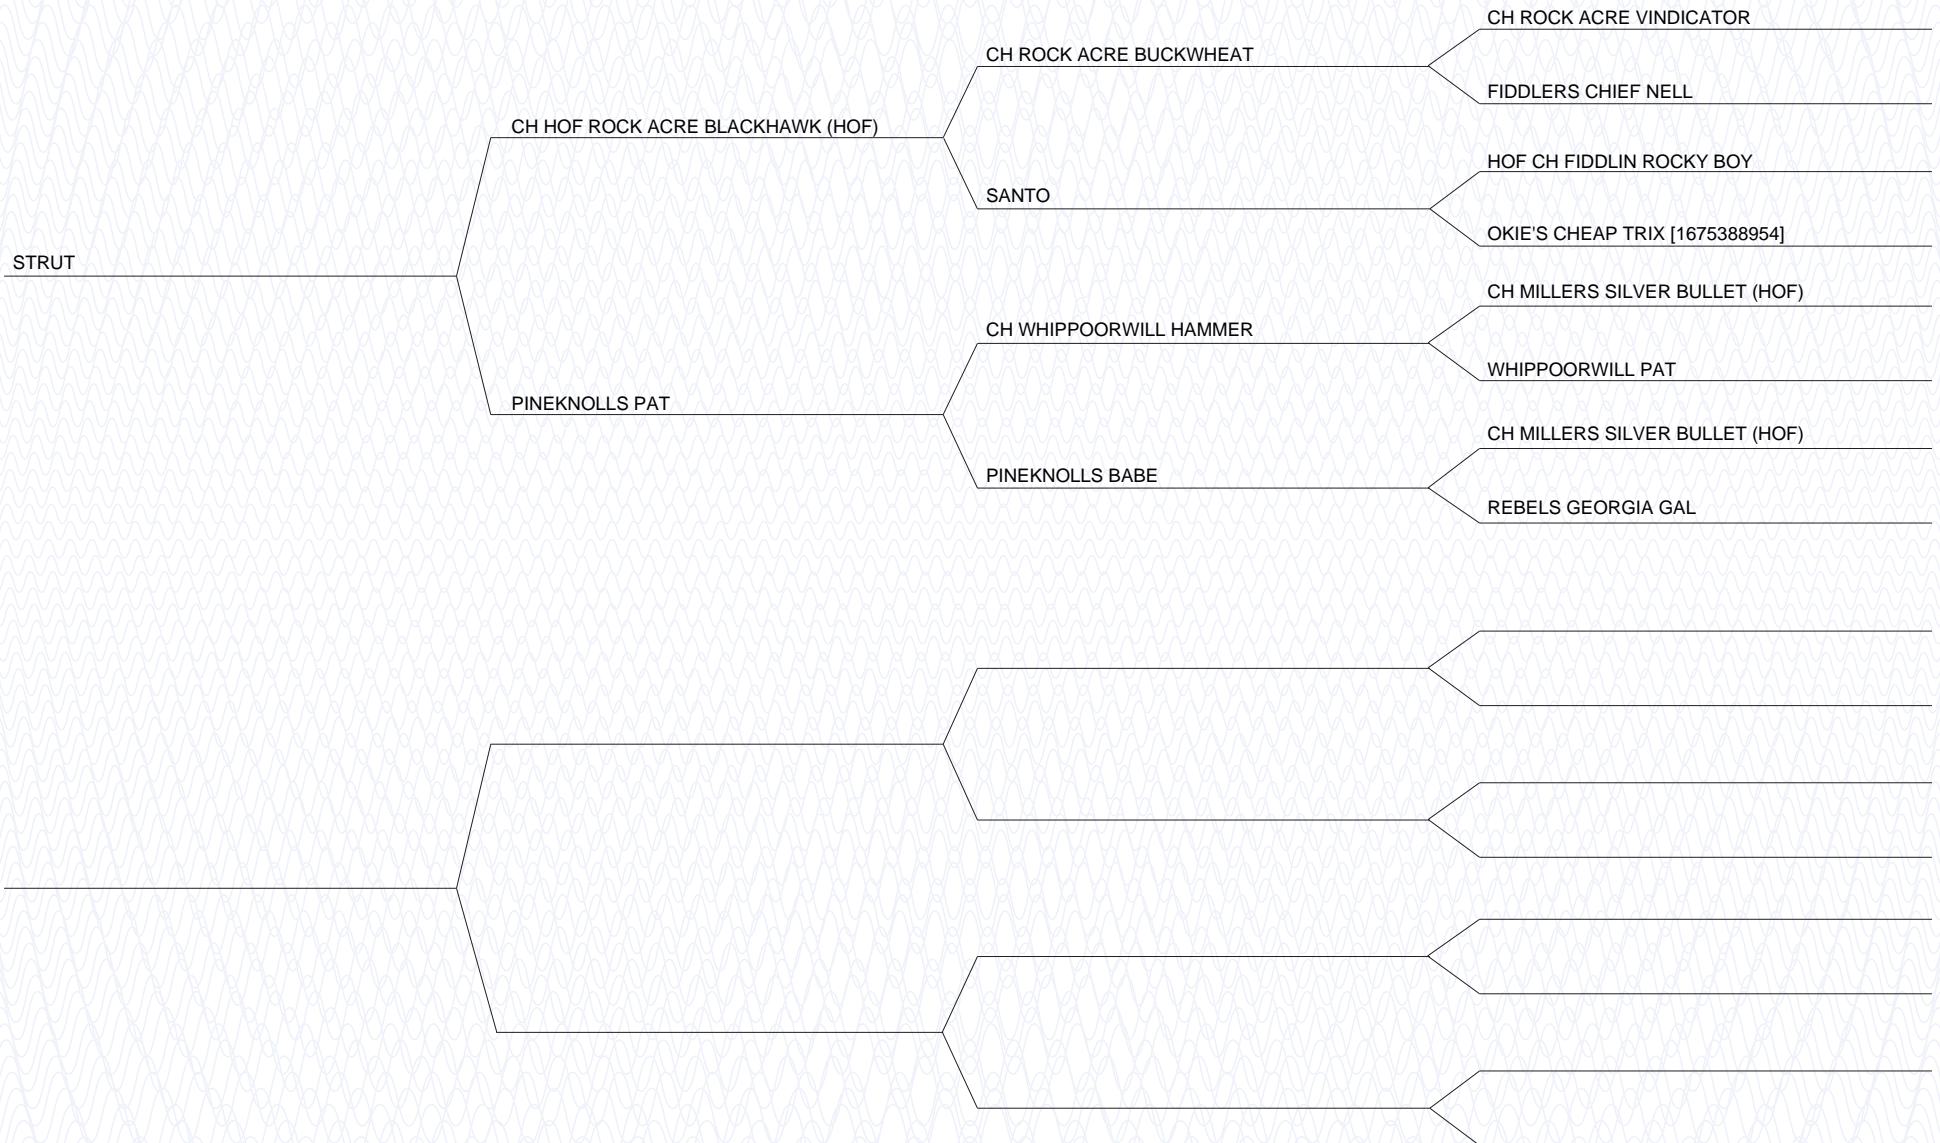 CH ROCK ACRE VINDICATOR
CH ROCK ACRE BUCKWHEAT
FIDDLERS CHIEF NELL
CH HOF ROCK ACRE BLACKHAWK (HOF)
HOF CH FIDDLIN ROCKY BOY
SANTO
OKIE'S CHEAP TRIX [1675388954]
STRUT
CH MILLERS SILVER BULLET (HOF)
CH WHIPPOORWILL HAMMER
WHIPPOORWILL PAT
PINEKNOLLS PAT
CH MILLERS SILVER BULLET (HOF)
PINEKNOLLS BABE
REBELS GEORGIA GAL